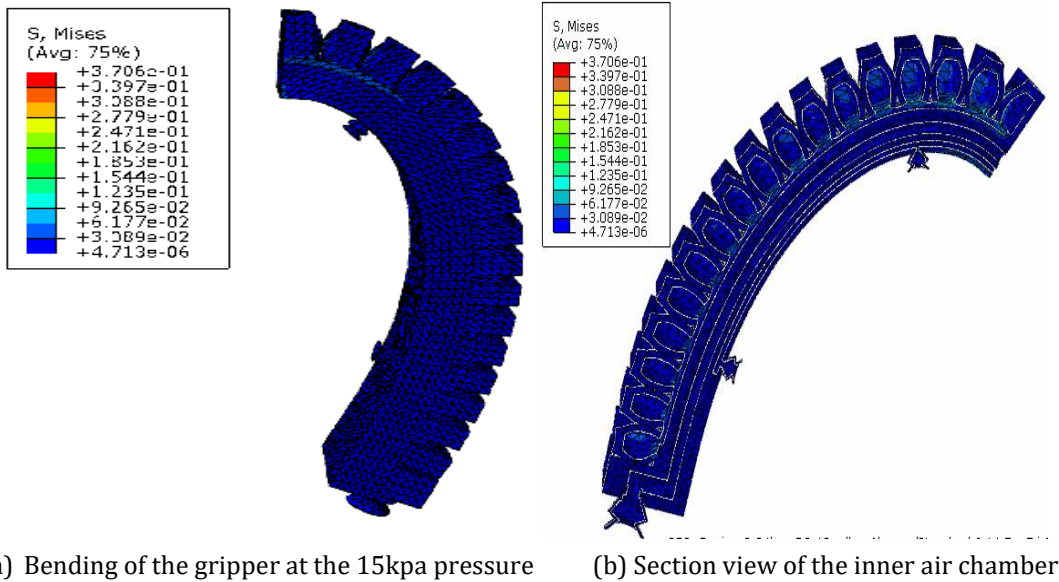 S, Mises
(Avg: 75%)
+3.706e-01
+3.397e-01
+3.088e-01
+2.779e-01
+2.471e-01
+2.162e-01
+1.853e-01
+1.544e-01
+1.235e-01
+9.265e-02
+6.177e-02
+3.089e-02
+4.713e-06
S, Mises
(Avg: 75%)
+3.706e-01
+3.397e-01
+3.088e-01
+2.779e-01
+2.471e-01
+2.162e-01
+1.853e-01
+1.544e-01
+1.235e-01
+9.265e-02
+6.177e-02
+3.089e-02
+4.713e-06
) Bending of the gripper at the 15kpa pressure
(b) Section view of the inner air chamber